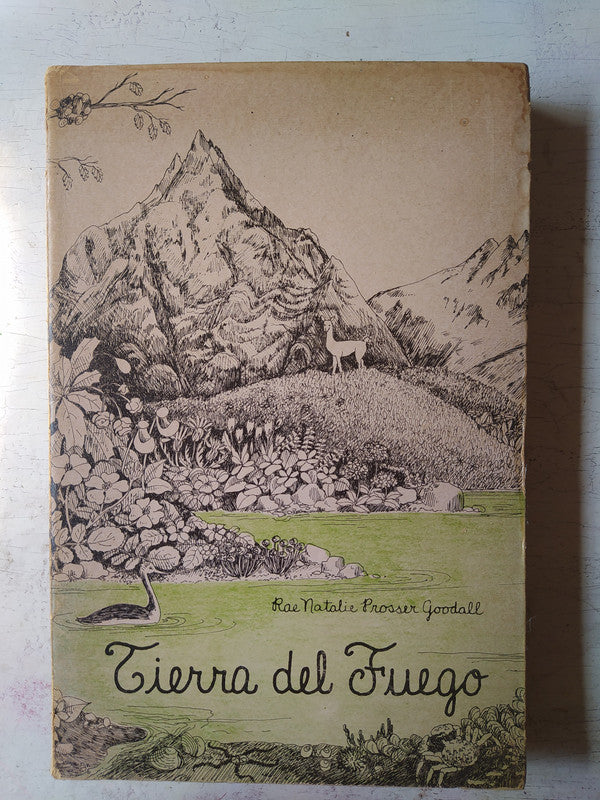 Rae Natalie Prosser Goodall
Tierra del Fuego